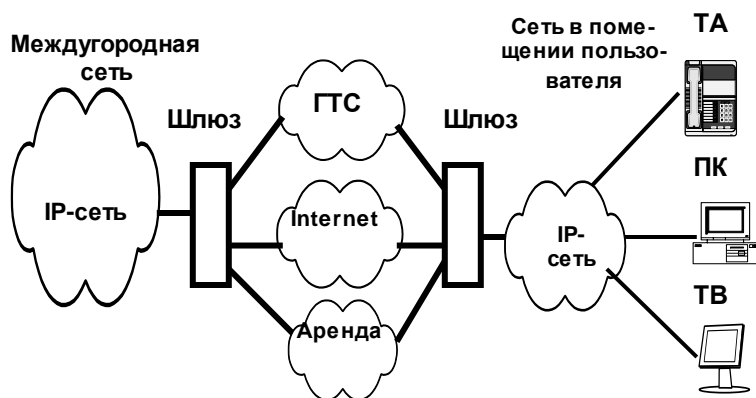 Междугородная
сеть
IP-сеть
Шлюз
ГТС
Internet
Аренда
Шлюз
Сеть в поме-
щении пользо-
вателя
IP-
сеть
ТА
ПК
ТВ